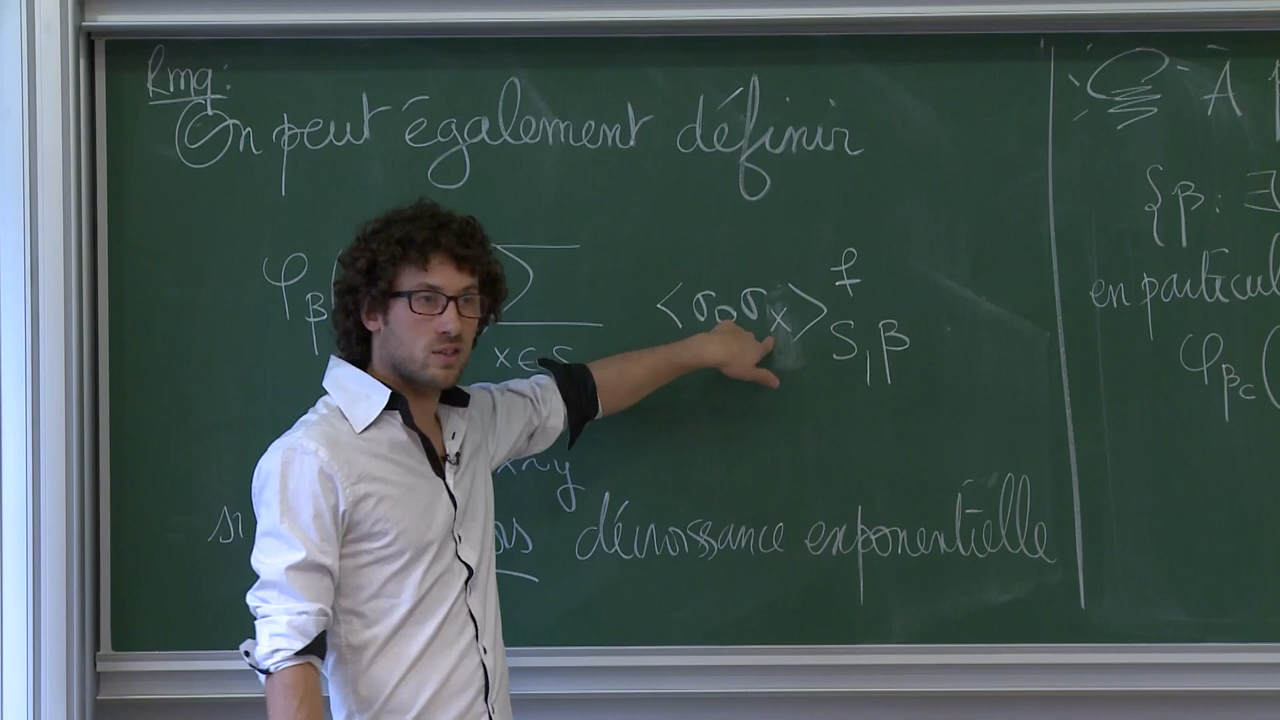 Rmq:
On peut également définir
φβ( Σ <σ0σx> f S,β
x∈S
x~y
si décroissance exponentielle
À
{β: ∃
en particul
φβc(